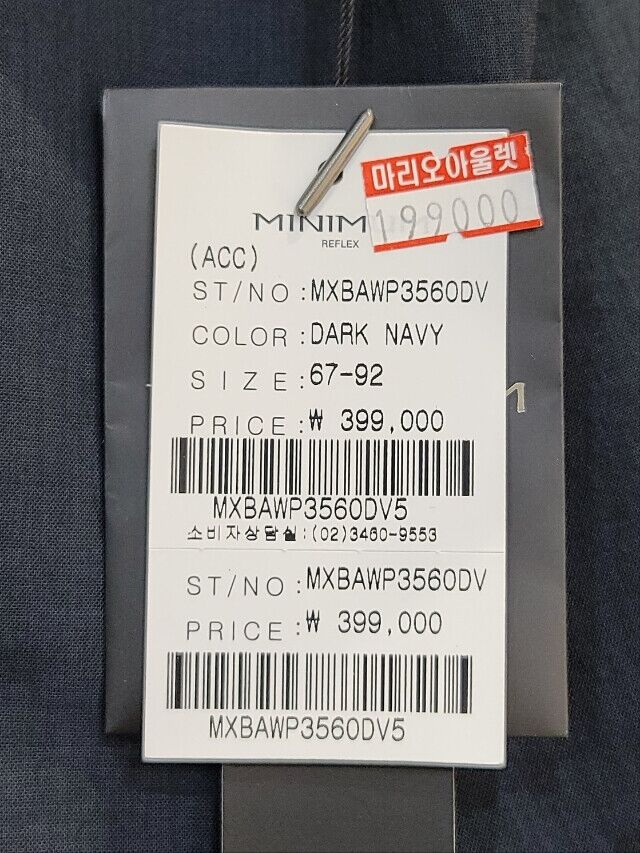 마리오아울렛
199000
MINIM
REFLEX
(ACC)
ST/NO:MXBAWP3560DV
COLOR:DARK NAVY
SIZE:67-92
PRICE:₩ 399,000
MXBAWP3560DV5
소비자상담실:(02)3460-9553
ST/NO:MXBAWP3560DV
PRICE:₩ 399,000
MXBAWP3560DV5